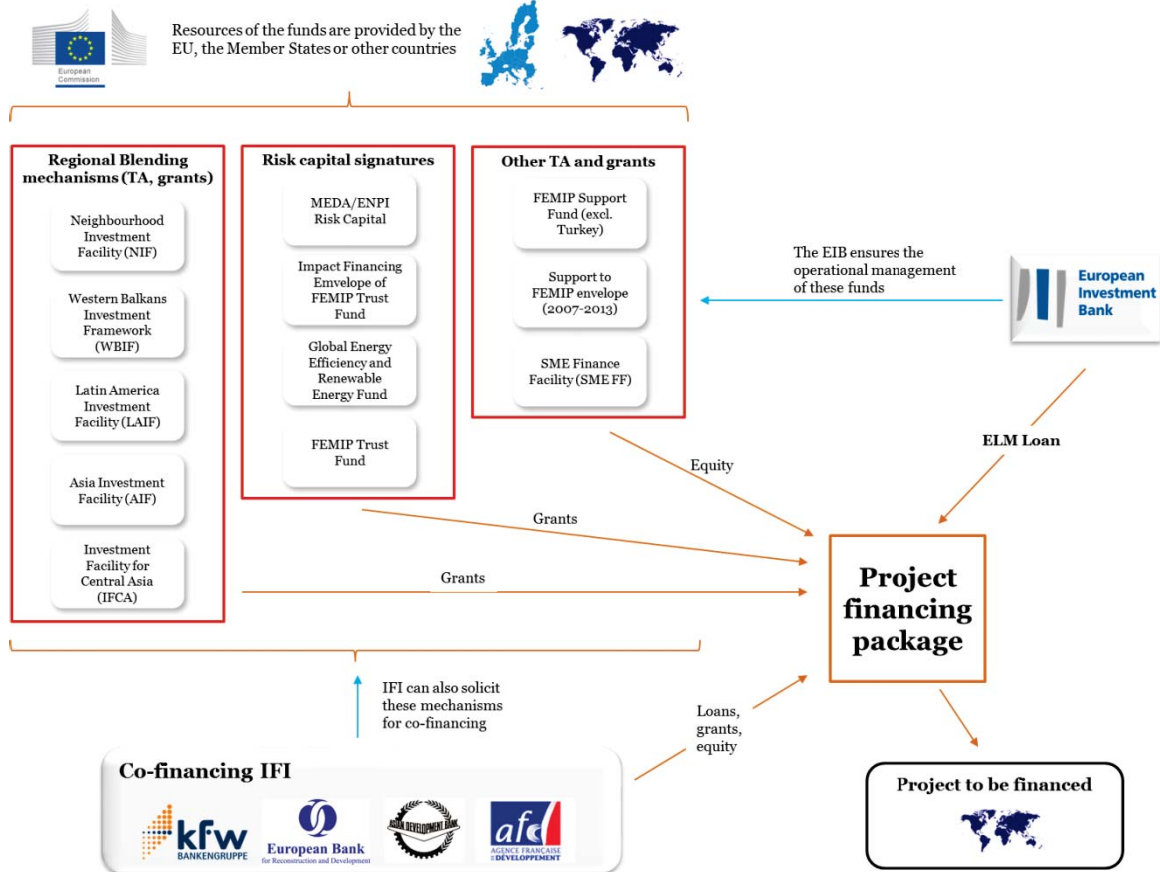 European
Commission
Resources of the funds are provided by the
EU, the Member States or other countries
Regional Blending
mechanisms (TA, grants)
Neighbourhood
Investment
Facility (NIF)
Western Balkans
Investment
Framework
(WBIF)
Latin America
Investment
Facility (LAIF)
Asia Investment
Facility (AIF)
Investment
Facility for
Central Asia
(IFCA)
Risk capital signatures
MEDA/ENPI
Risk Capital
Impact Financing
Emvelope of
FEMIP Trust
Fund
Global Energy
Efficiency and
Renewable
Energy Fund
FEMIP Trust
Fund
Other TA and grants
FEMIP Support
Fund (excl.
Turkey)
Support to
FEMIP envelope
(2007-2013)
SME Finance
Facility (SME FF)
The EIB ensures the
operational management
of these funds
European
Investment
Bank
ELM Loan
Equity
Grants
Grants
Project
financing
package
IFI can also solicit
these mechanisms
for co-financing
Loans,
grants,
equity
Co-financing IFI
kfw
BANKENGRUPPE
European Bank
for Reconstruction and Development
ASIAN DEVELOPMENT BANK
afd
AGENCE FRANÇAISE
DE DÉVELOPPEMENT
Project to be financed